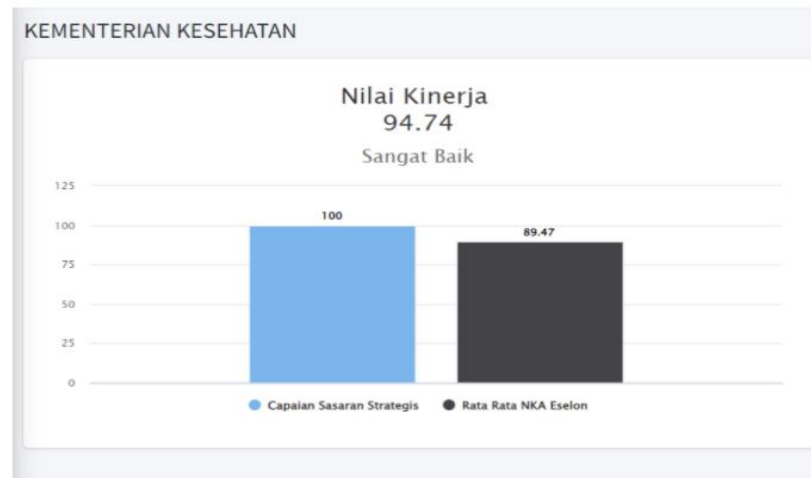 KEMENTERIAN KESEHATAN
Nilai Kinerja
94.74
Sangat Baik
125
100
75
50
25
0
100
89.47
Capaian Sasaran Strategis
Rata Rata NKA Eselon